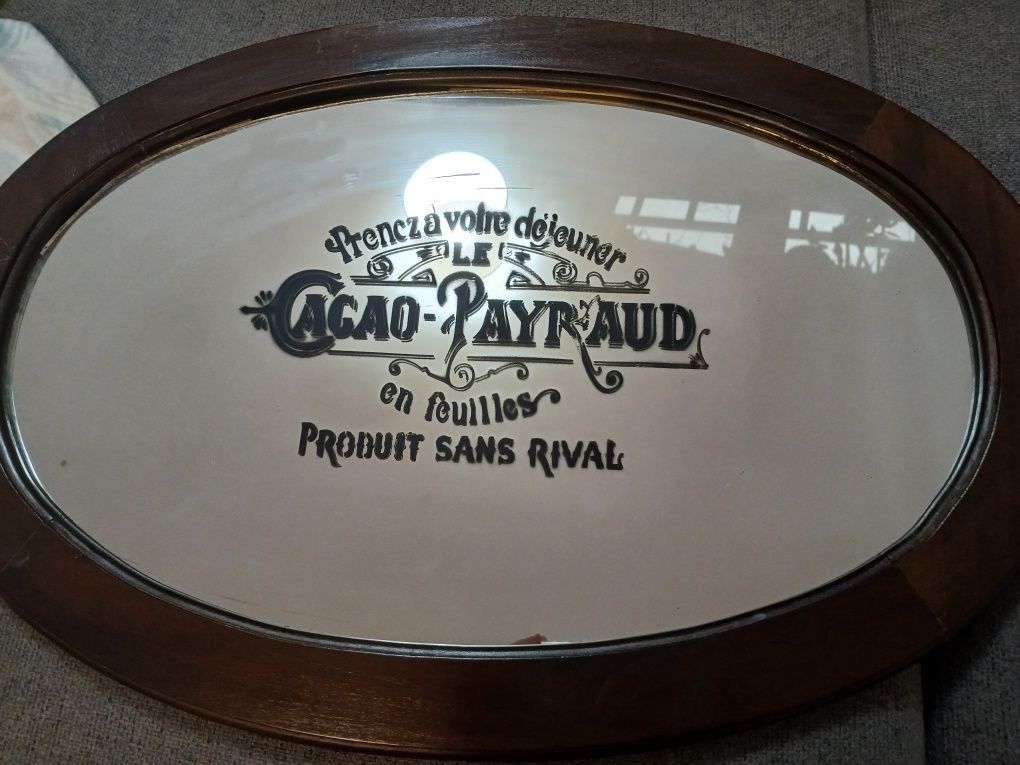 Prenez à votre déjeuner
LE
CACAO-PAYRAUD
en feuilles
PRODUIT SANS RIVAL